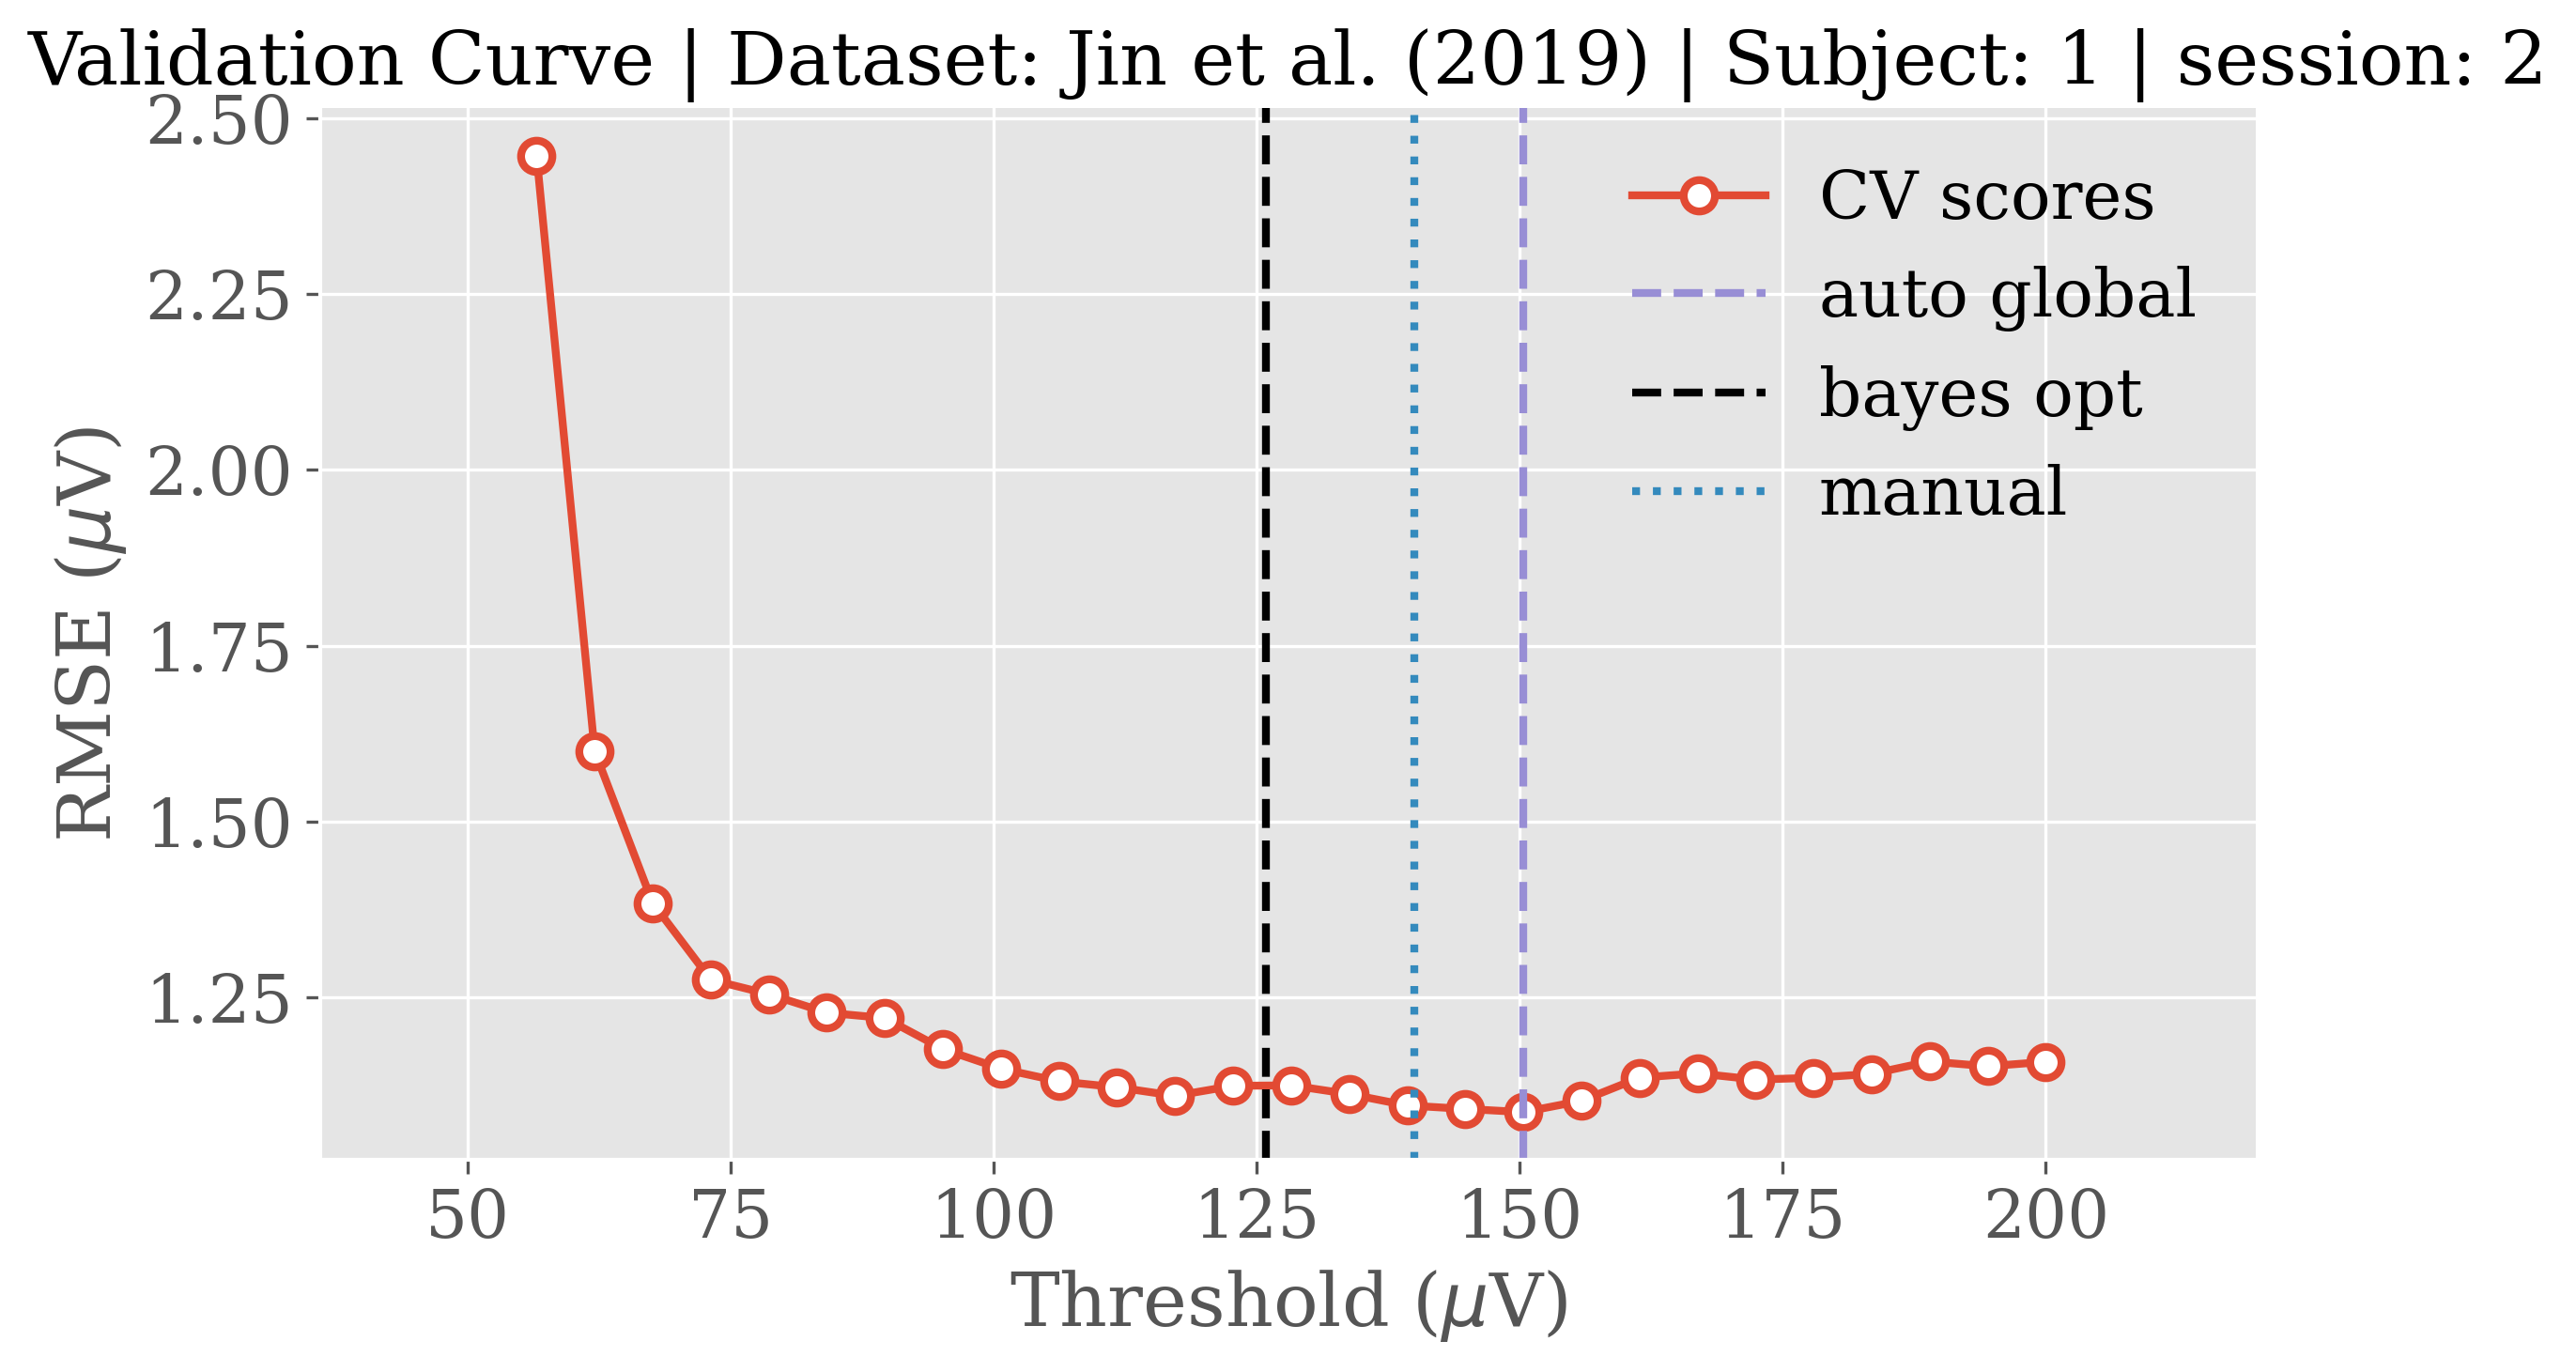 Validation Curve | Dataset: Jin et al. (2019) | Subject: 1 | session: 2
2.50
2.25
2.00
1.75
1.50
1.25
RMSE (μV)
CV scores
auto global
bayes opt
manual
50 75 100 125 150 175 200
Threshold (μV)